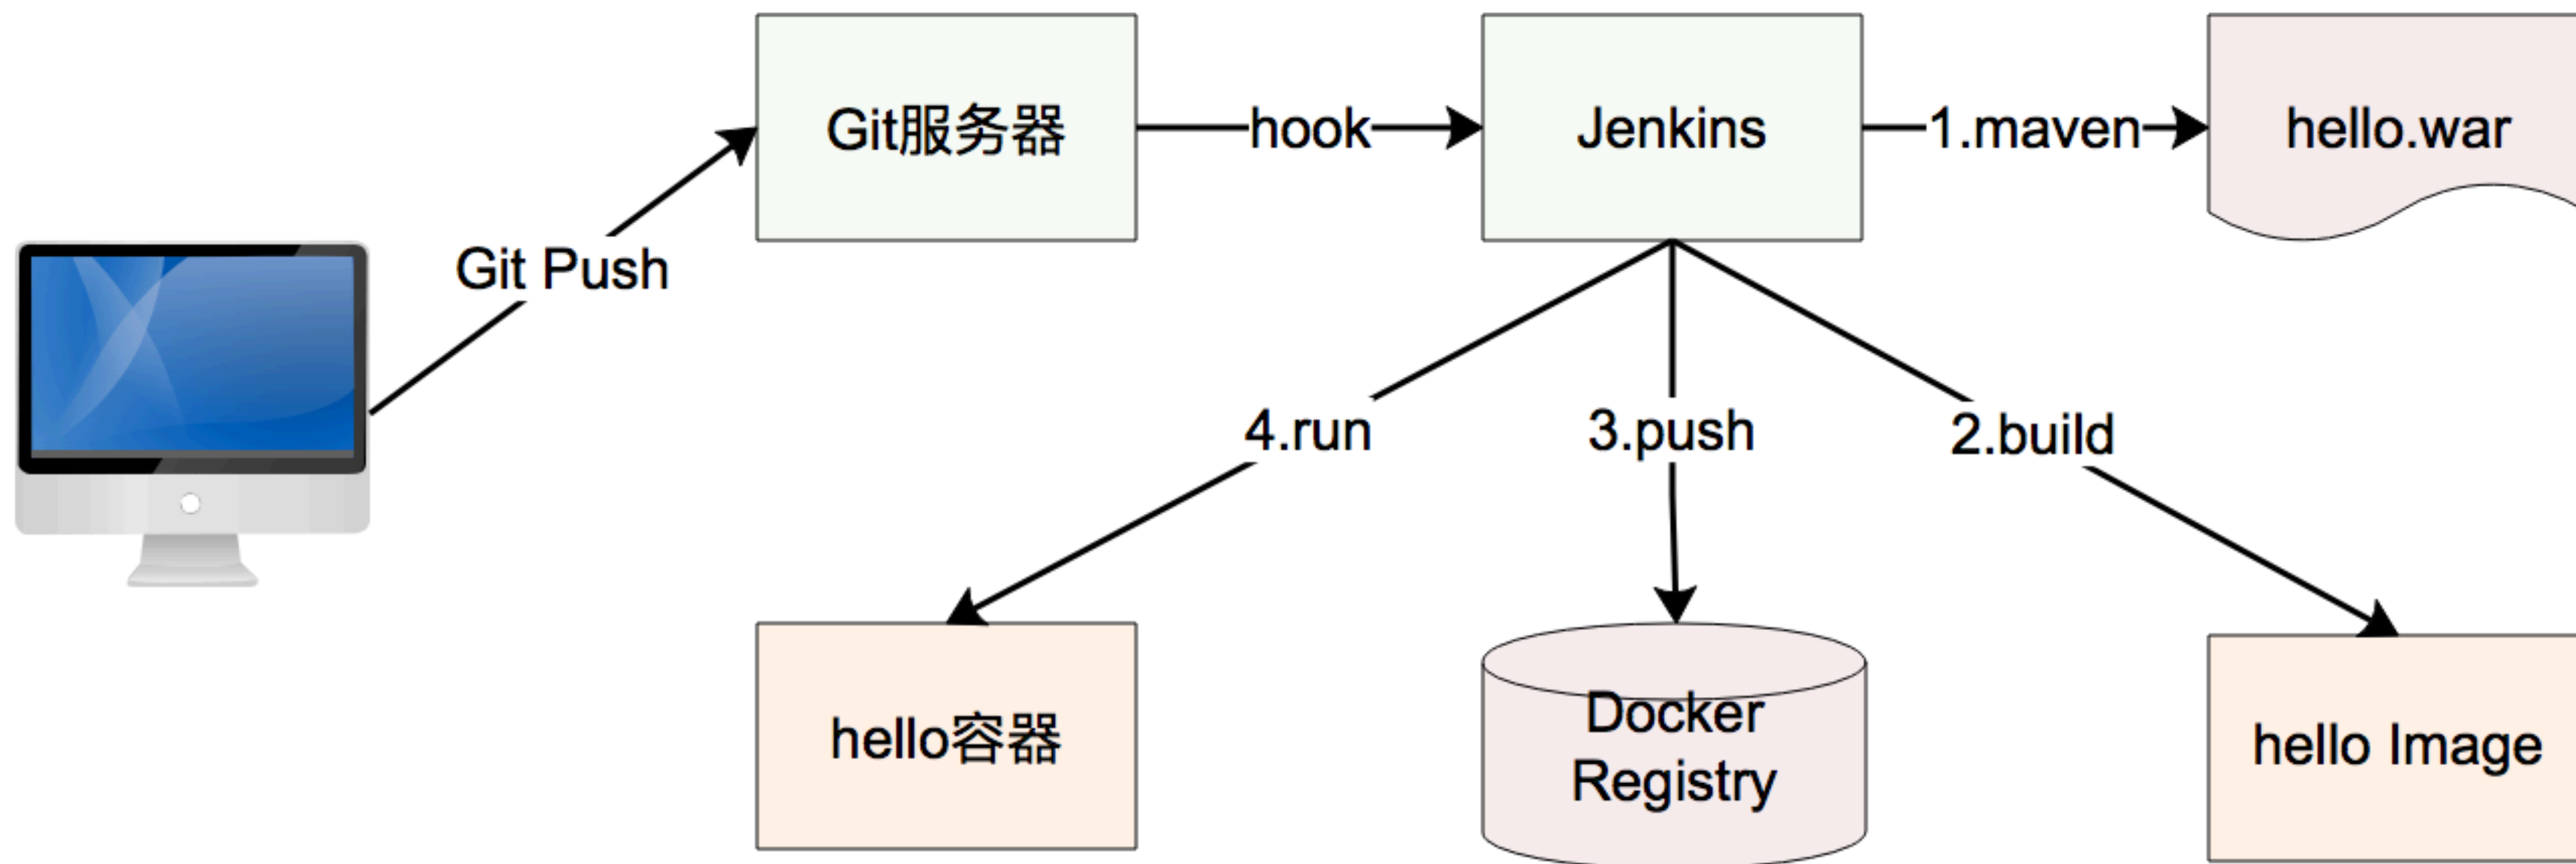 Git服务器
hook
Jenkins
1.maven
hello.war
Git Push
4.run
3.push
2.build
hello容器
Docker
Registry
hello Image